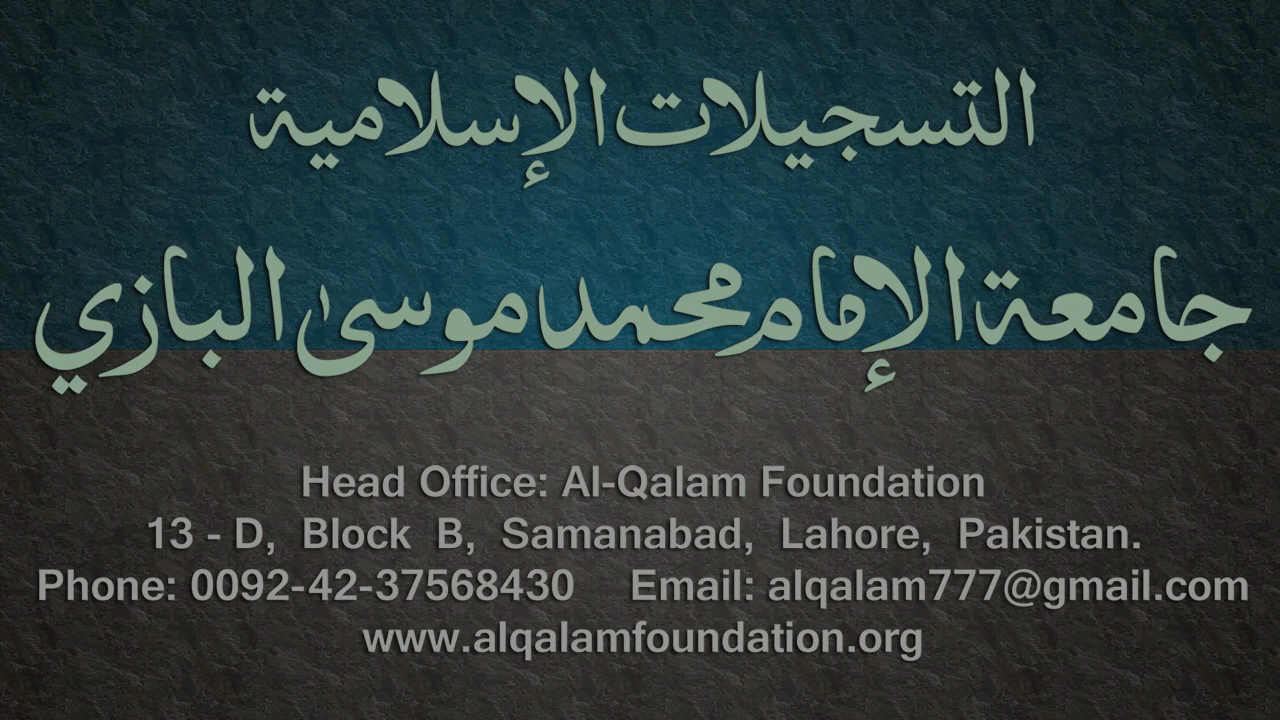 التسجيلات الإسلامية
جامعة الإمام محمد موسىٰ البازي
Head Office: Al-Qalam Foundation
13 - D, Block B, Samanabad, Lahore, Pakistan.
Phone: 0092-42-37568430 Email: alqalam777@gmail.com
www.alqalamfoundation.org